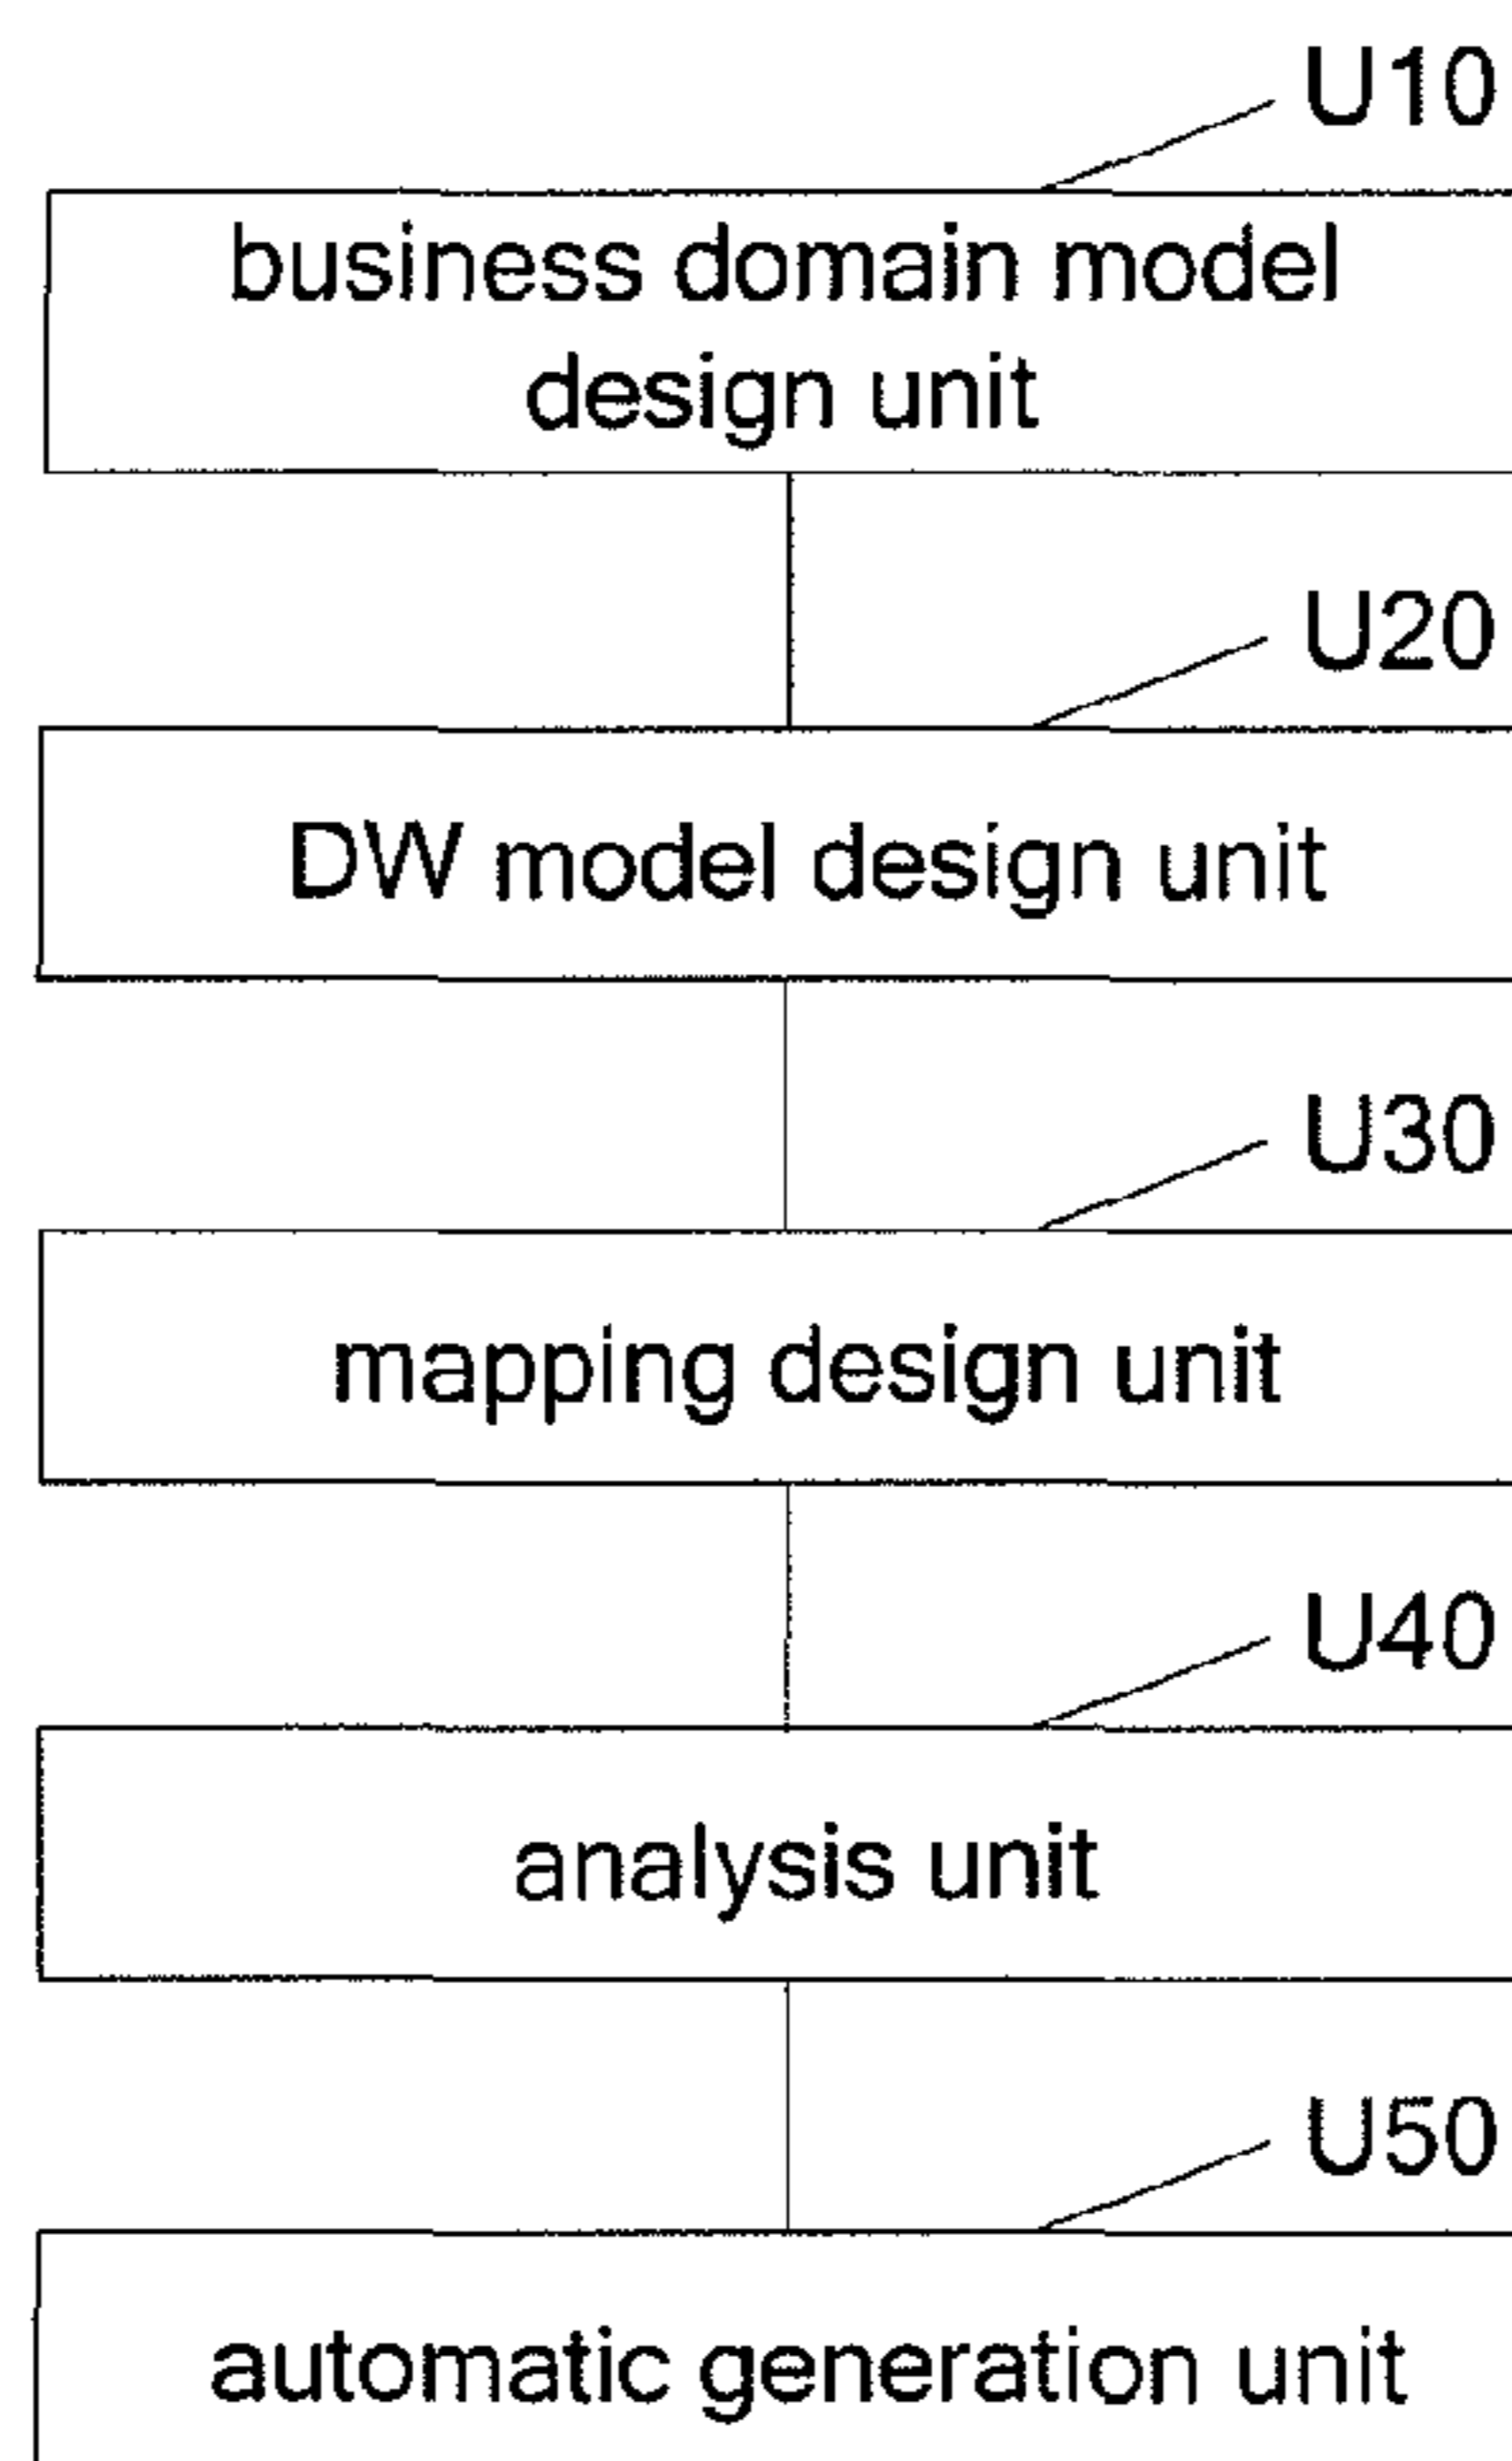 U10
business domain model
design unit
U20
DW model design unit
U30
mapping design unit
U40
analysis unit
U50
automatic generation unit